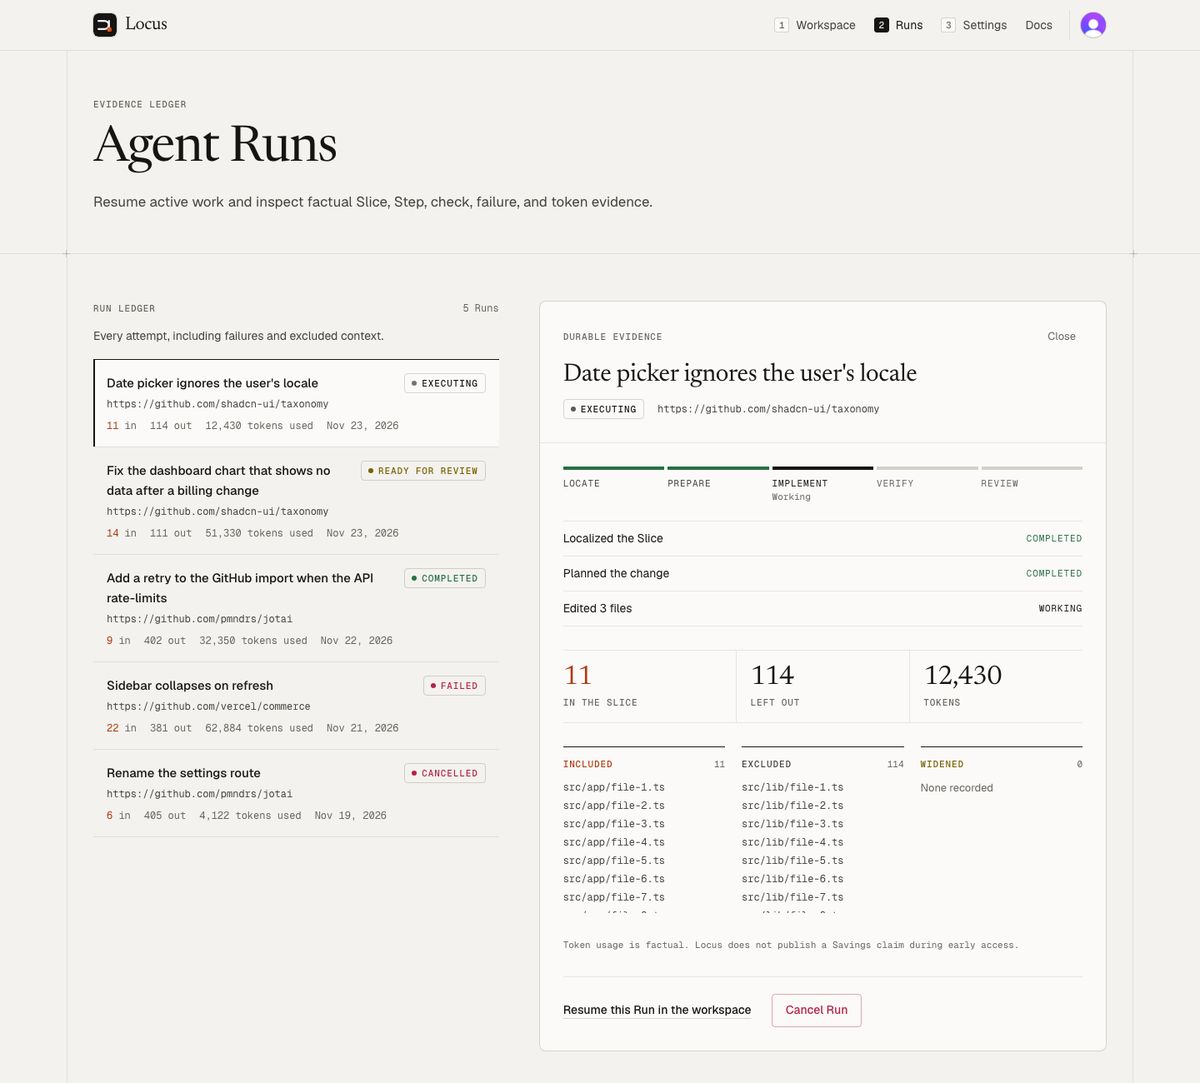 Locus
1 Workspace 2 Runs 3 Settings Docs
EVIDENCE LEDGER
Agent Runs
Resume active work and inspect factual Slice, Step, check, failure, and token evidence.
RUN LEDGER 5 Runs
Every attempt, including failures and excluded context.
Date picker ignores the user's locale EXECUTING
https://github.com/shadcn-ui/taxonomy
11 in 114 out 12,430 tokens used Nov 23, 2026
Fix the dashboard chart that shows no READY FOR REVIEW
data after a billing change
https://github.com/shadcn-ui/taxonomy
14 in 111 out 51,330 tokens used Nov 23, 2026
Add a retry to the GitHub import when the API COMPLETED
rate-limits
https://github.com/pmndrs/jotai
9 in 402 out 32,350 tokens used Nov 22, 2026
Sidebar collapses on refresh FAILED
https://github.com/vercel/commerce
22 in 381 out 62,884 tokens used Nov 21, 2026
Rename the settings route CANCELLED
https://github.com/pmndrs/jotai
6 in 405 out 4,122 tokens used Nov 19, 2026
DURABLE EVIDENCE Close
Date picker ignores the user's locale
EXECUTING https://github.com/shadcn-ui/taxonomy
LOCATE PREPARE IMPLEMENT VERIFY REVIEW
Working
Localized the Slice COMPLETED
Planned the change COMPLETED
Edited 3 files WORKING
11 114 12,430
IN THE SLICE LEFT OUT TOKENS
INCLUDED 11 EXCLUDED 114 WIDENED 0
src/app/file-1.ts src/lib/file-1.ts None recorded
src/app/file-2.ts src/lib/file-2.ts
src/app/file-3.ts src/lib/file-3.ts
src/app/file-4.ts src/lib/file-4.ts
src/app/file-5.ts src/lib/file-5.ts
src/app/file-6.ts src/lib/file-6.ts
src/app/file-7.ts src/lib/file-7.ts
Token usage is factual. Locus does not publish a Savings claim during early access.
Resume this Run in the workspace Cancel Run